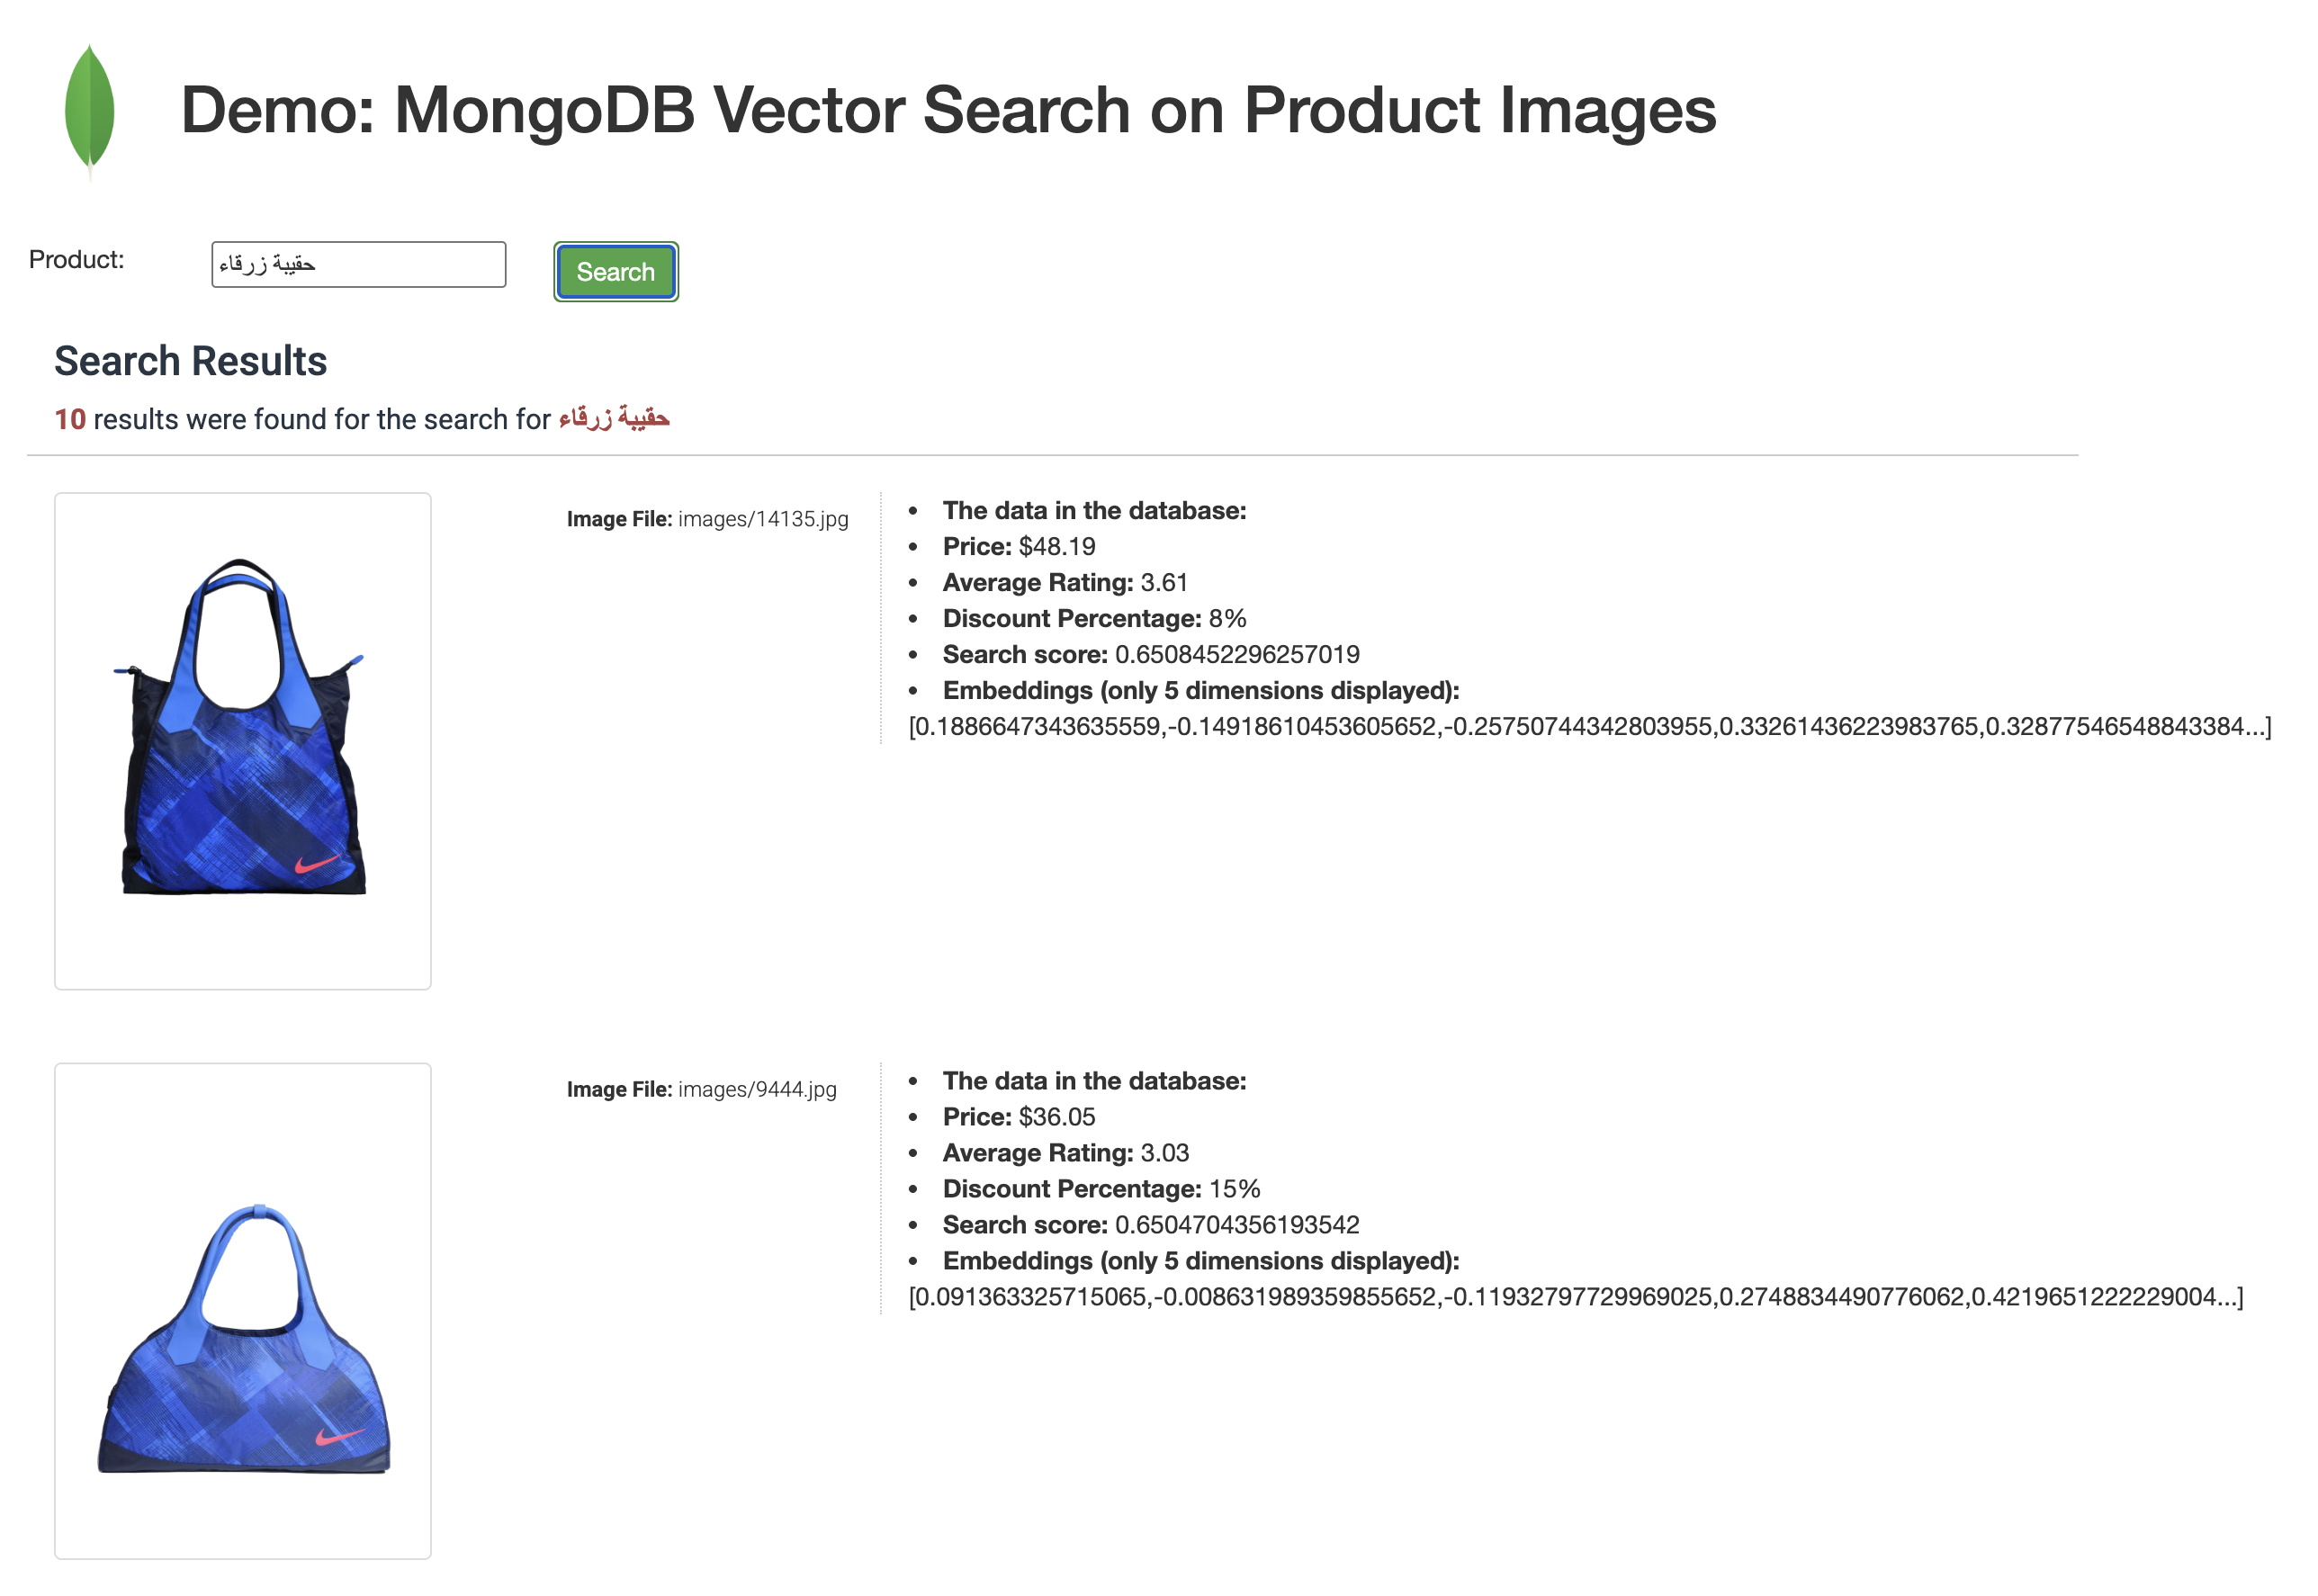 Demo: MongoDB Vector Search on Product Images
Product: حقيبة زرقاء Search
Search Results
10 results were found for the search for حقيبة زرقاء
Image File: images/14135.jpg
The data in the database:
Price: $48.19
Average Rating: 3.61
Discount Percentage: 8%
Search score: 0.6508452296257019
Embeddings (only 5 dimensions displayed):
[0.1886647343635559,-0.14918610453605652,-0.25750744342803955,0.33261436223983765,0.32877546548843384...]
Image File: images/9444.jpg
The data in the database:
Price: $36.05
Average Rating: 3.03
Discount Percentage: 15%
Search score: 0.6504704356193542
Embeddings (only 5 dimensions displayed):
[0.091363325715065,-0.008631989359855652,-0.11932797729969025,0.2748834490776062,0.4219651222229004...]